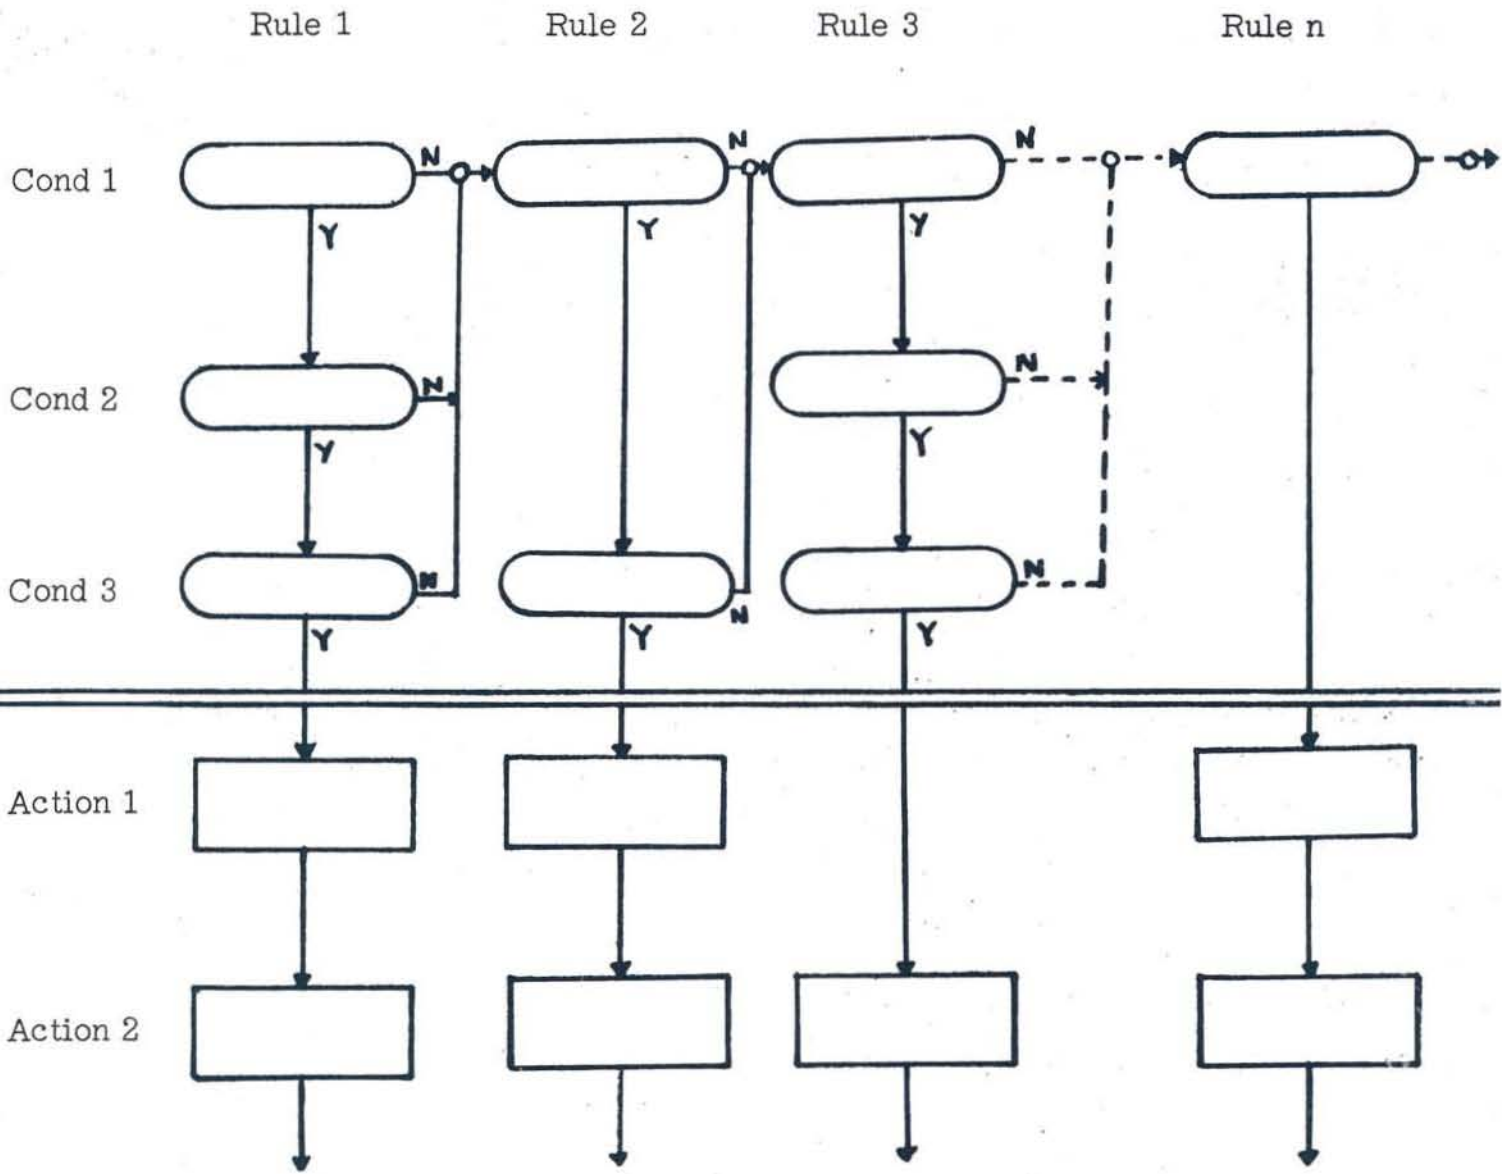 Rule 1 Rule 2 Rule 3 Rule n
Cond 1 N N N
Y Y Y
Cond 2 N N
Y Y
Cond 3 N N N
Y Y Y
Action 1
Action 2